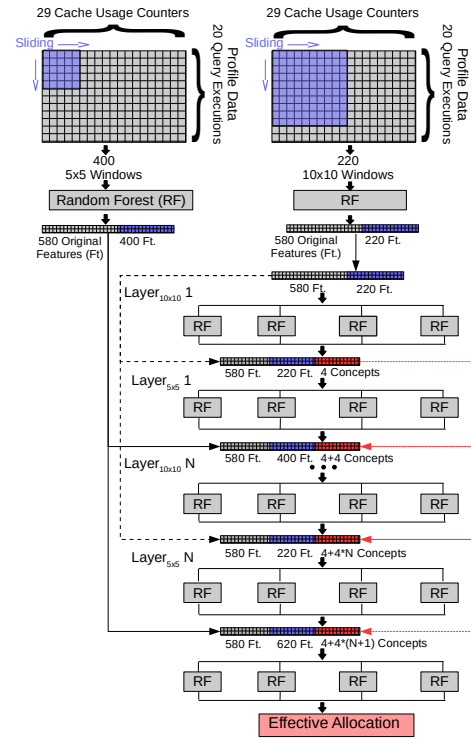 29 Cache Usage Counters
29 Cache Usage Counters
Sliding
Sliding
Profile Data
20 Query Executions
Profile Data
20 Query Executions
400
5x5 Windows
220
10x10 Windows
Random Forest (RF)
RF
580 Original
Features (Ft)
400 Ft.
580 Original
Features (Ft.)
220 Ft.
580 Ft.
220 Ft.
Layer10x10 1
RF
RF
RF
RF
580 Ft.
220 Ft.
4 Concepts
Layer5x5 1
RF
RF
RF
RF
580 Ft.
400 Ft.
4+4 Concepts
• • •
Layer10x10 N
RF
RF
RF
RF
580 Ft.
220 Ft.
4+4*N Concepts
Layer5x5 N
RF
RF
RF
RF
580 Ft.
620 Ft.
4+4*(N+1) Concepts
RF
RF
RF
RF
Effective Allocation